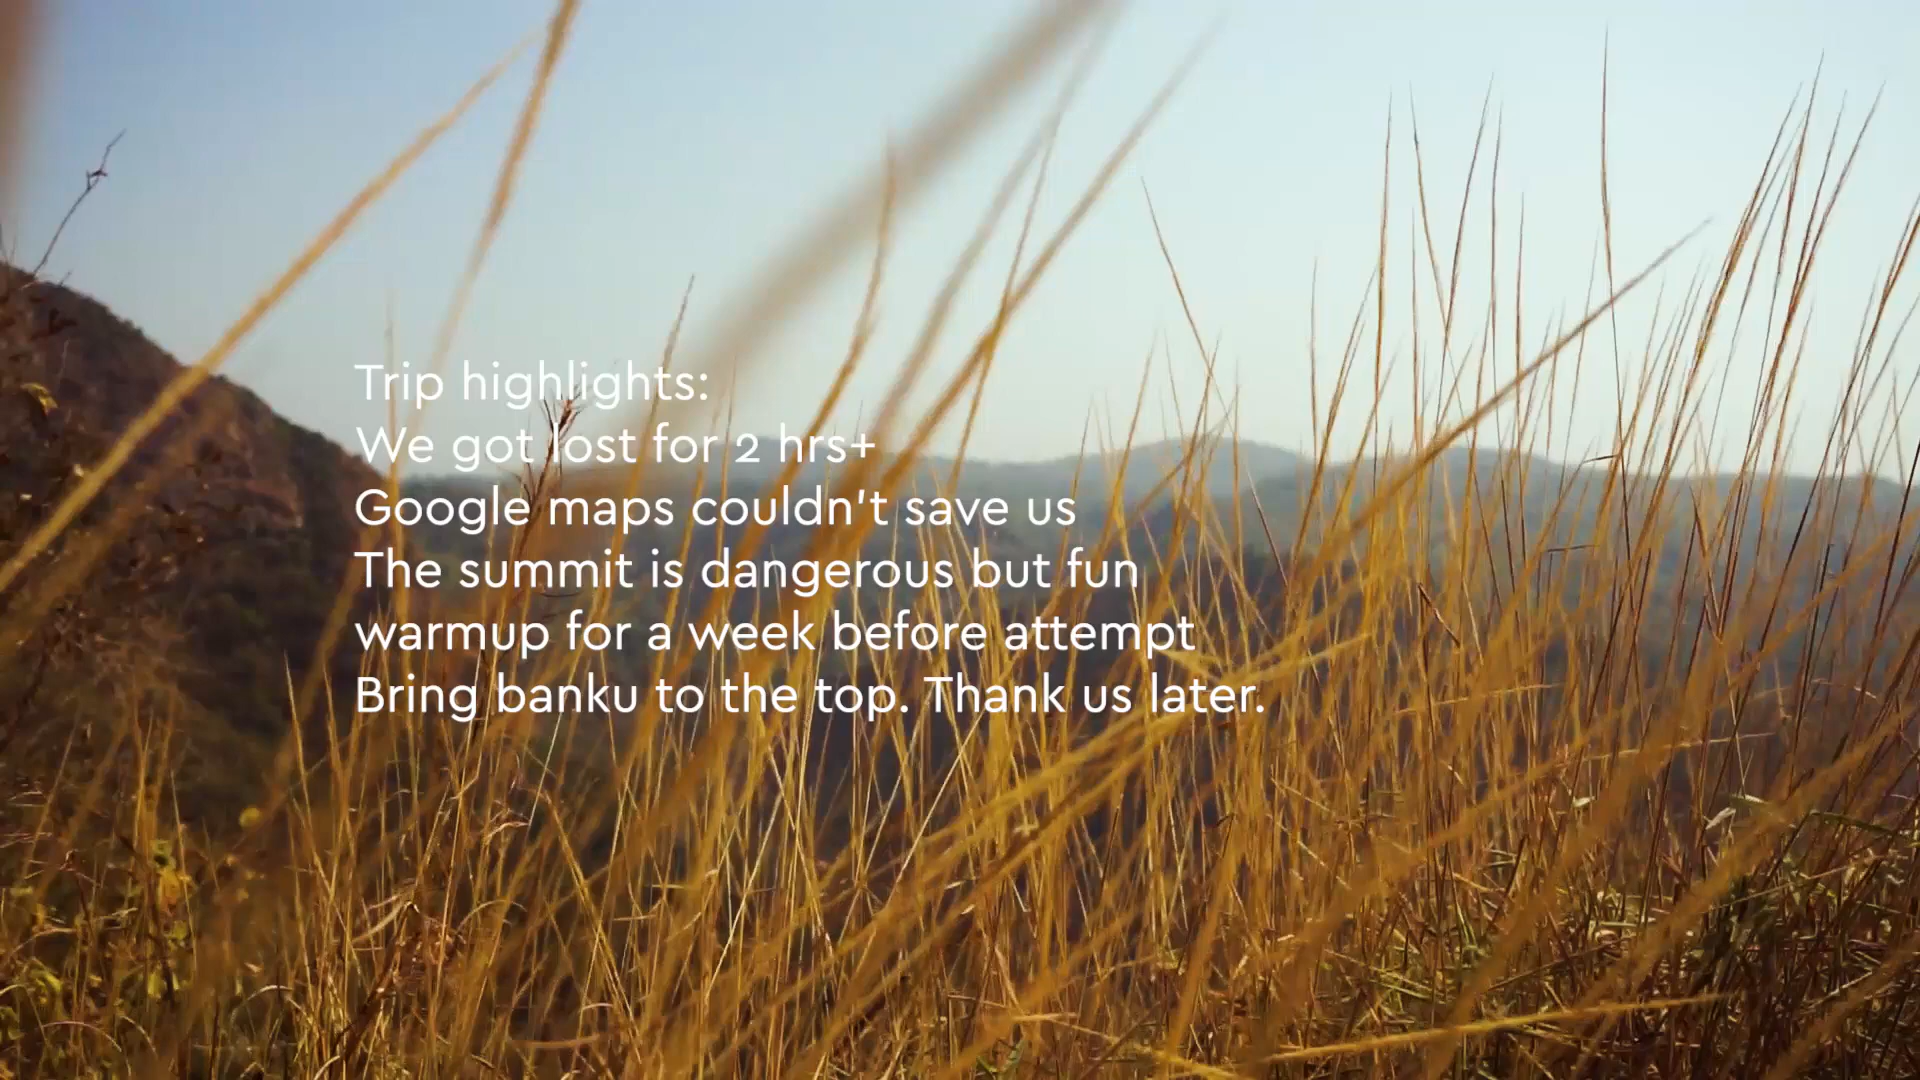 Trip highlights:
We got lost for 2 hrs+
Google maps couldn't save us
The summit is dangerous but fun
warmup for a week before attempt
Bring banku to the top. Thank us later.